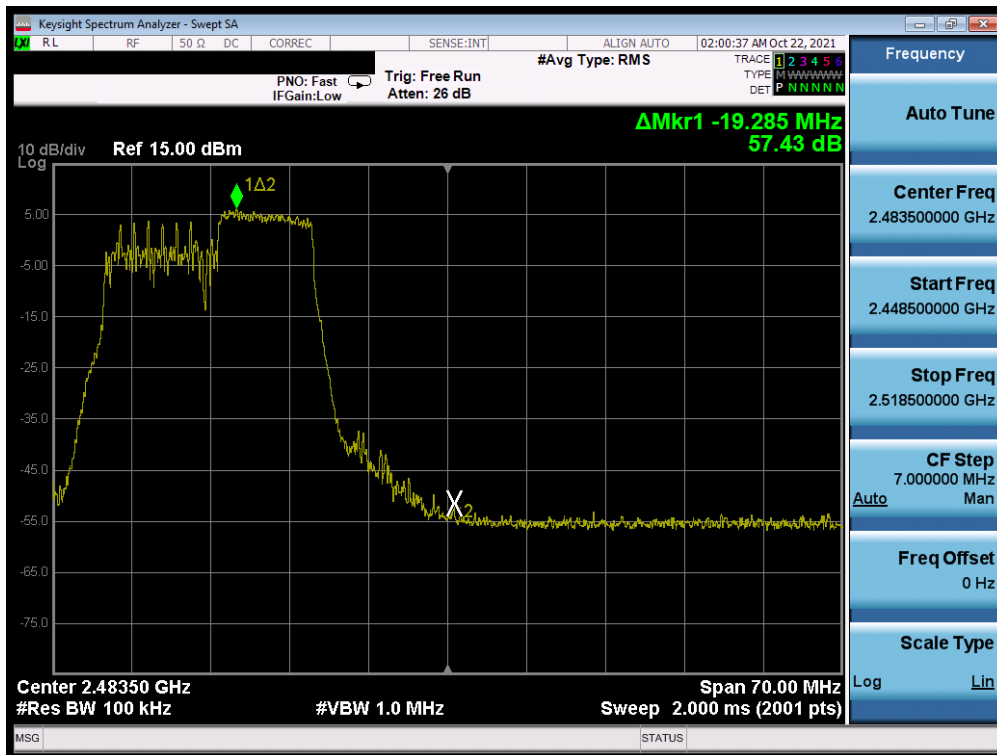 Keysight Spectrum Analyzer - Swept SA
LXI RL RF 50 Ω DC CORREC SENSE:INT ALIGN AUTO 02:00:37 AM Oct 22, 2021
PNO: Fast
IFGain:Low
Trig: Free Run
Atten: 26 dB
#Avg Type: RMS
TRACE 1 2 3 4 5 6
TYPE M W W W W W
DET P N N N N N
ΔMkr1 -19.285 MHz
57.43 dB
10 dB/div
Log
Ref 15.00 dBm
1Δ2
5.00
-5.00
-15.0
-25.0
-35.0
-45.0
-55.0
-65.0
-75.0
X2
Center 2.48350 GHz
#Res BW 100 kHz
#VBW 1.0 MHz
Span 70.00 MHz
Sweep 2.000 ms (2001 pts)
MSG
STATUS
Frequency
Auto Tune
Center Freq
2.483500000 GHz
Start Freq
2.448500000 GHz
Stop Freq
2.518500000 GHz
CF Step
7.000000 MHz
Auto Man
Freq Offset
0 Hz
Scale Type
Log Lin